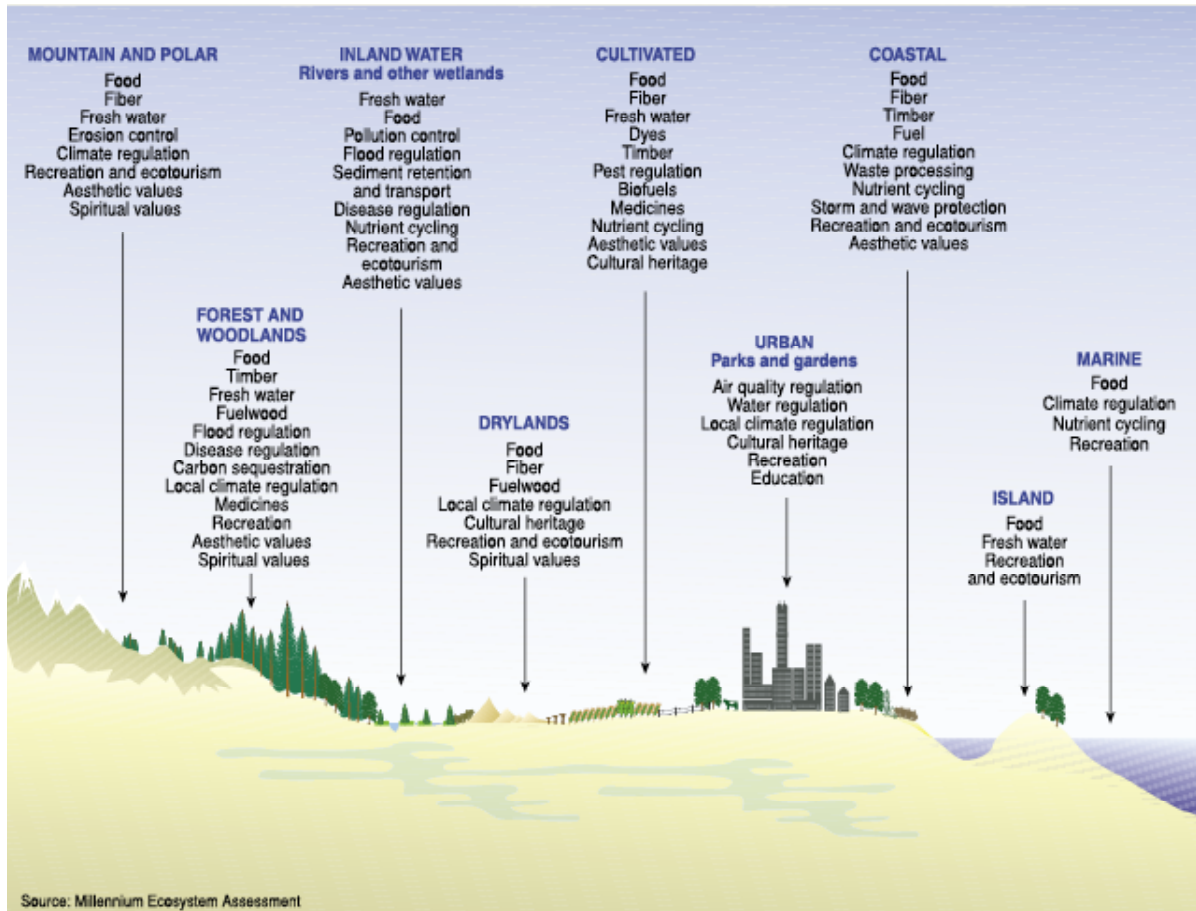 MOUNTAIN AND POLAR
Food
Fiber
Fresh water
Erosion control
Climate regulation
Recreation and ecotourism
Aesthetic values
Spiritual values
INLAND WATER
Rivers and other wetlands
Fresh water
Food
Pollution control
Flood regulation
Sediment retention
and transport
Disease regulation
Nutrient cycling
Recreation and
ecotourism
Aesthetic values
CULTIVATED
Food
Fiber
Fresh water
Dyes
Timber
Pest regulation
Biofuels
Medicines
Nutrient cycling
Aesthetic values
Cultural heritage
COASTAL
Food
Fiber
Timber
Fuel
Climate regulation
Waste processing
Nutrient cycling
Storm and wave protection
Recreation and ecotourism
Aesthetic values
FOREST AND
WOODLANDS
Food
Timber
Fresh water
Fuelwood
Flood regulation
Disease regulation
Carbon sequestration
Local climate regulation
Medicines
Recreation
Aesthetic values
Spiritual values
DRYLANDS
Food
Fiber
Fuelwood
Local climate regulation
Cultural heritage
Recreation and ecotourism
Spiritual values
URBAN
Parks and gardens
Air quality regulation
Water regulation
Local climate regulation
Cultural heritage
Recreation
Education
MARINE
Food
Climate regulation
Nutrient cycling
Recreation
ISLAND
Food
Fresh water
Recreation
and ecotourism
Source: Millennium Ecosystem Assessment